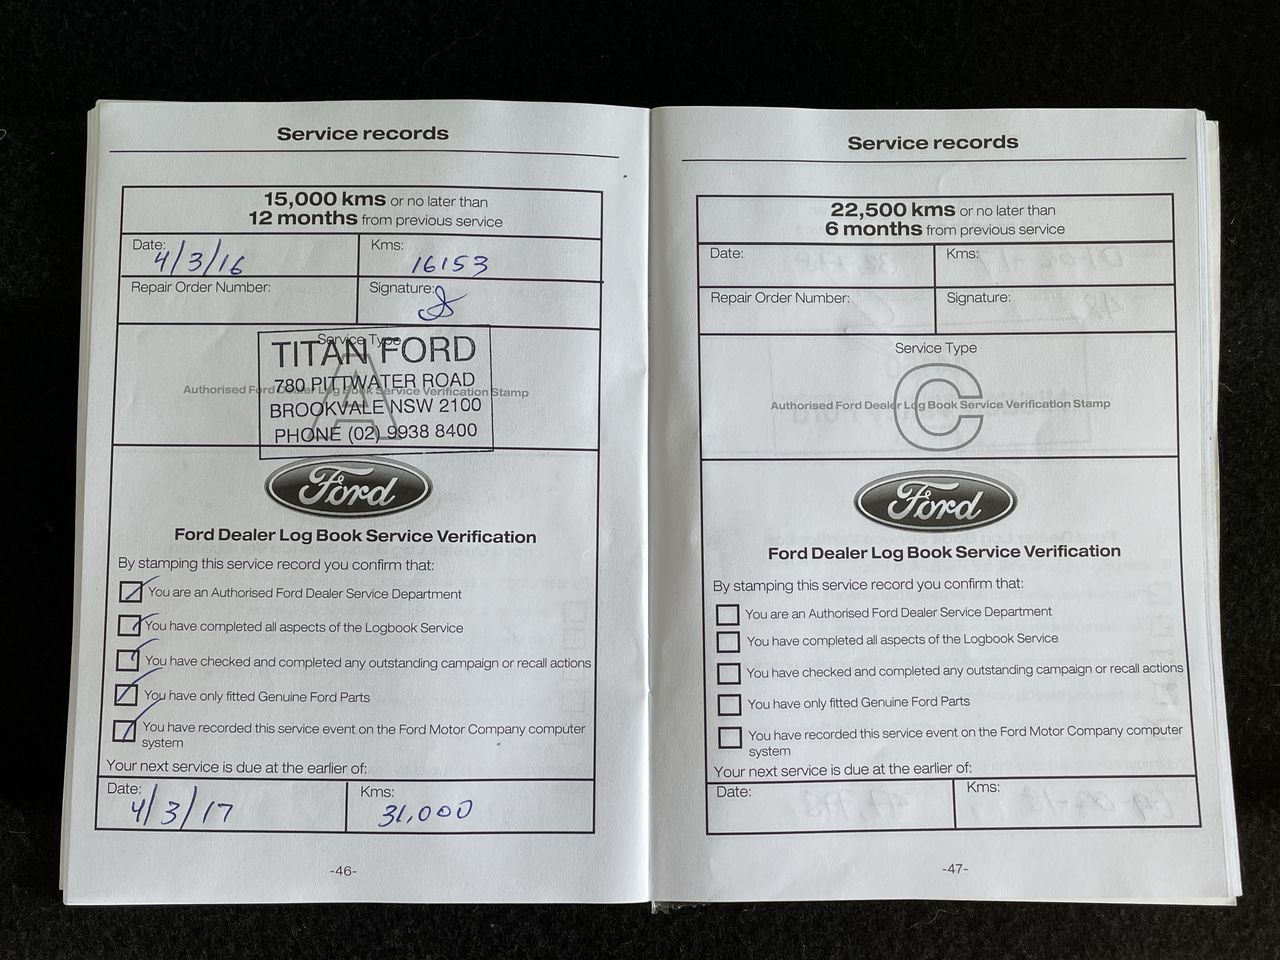 Service records
15,000 kms or no later than
12 months from previous service
Date:
4/3/16
Kms:
16153
Repair Order Number:
Signature:
Service Type
A
Authorised Ford Dealer Log Book Service Verification Stamp
TITAN FORD
780 PITTWATER ROAD
BROOKVALE NSW 2100
PHONE (02) 9938 8400
Ford
Ford Dealer Log Book Service Verification
By stamping this service record you confirm that:
You are an Authorised Ford Dealer Service Department
You have completed all aspects of the Logbook Service
You have checked and completed any outstanding campaign or recall actions
You have only fitted Genuine Ford Parts
You have recorded this service event on the Ford Motor Company computer
system
Your next service is due at the earlier of:
Date:
4/3/17
Kms:
31,000
-46-
Service records
22,500 kms or no later than
6 months from previous service
Date:
Kms:
Repair Order Number:
Signature:
Service Type
C
Authorised Ford Dealer Log Book Service Verification Stamp
Ford
Ford Dealer Log Book Service Verification
By stamping this service record you confirm that:
You are an Authorised Ford Dealer Service Department
You have completed all aspects of the Logbook Service
You have checked and completed any outstanding campaign or recall actions
You have only fitted Genuine Ford Parts
You have recorded this service event on the Ford Motor Company computer
system
Your next service is due at the earlier of:
Date:
Kms:
-47-